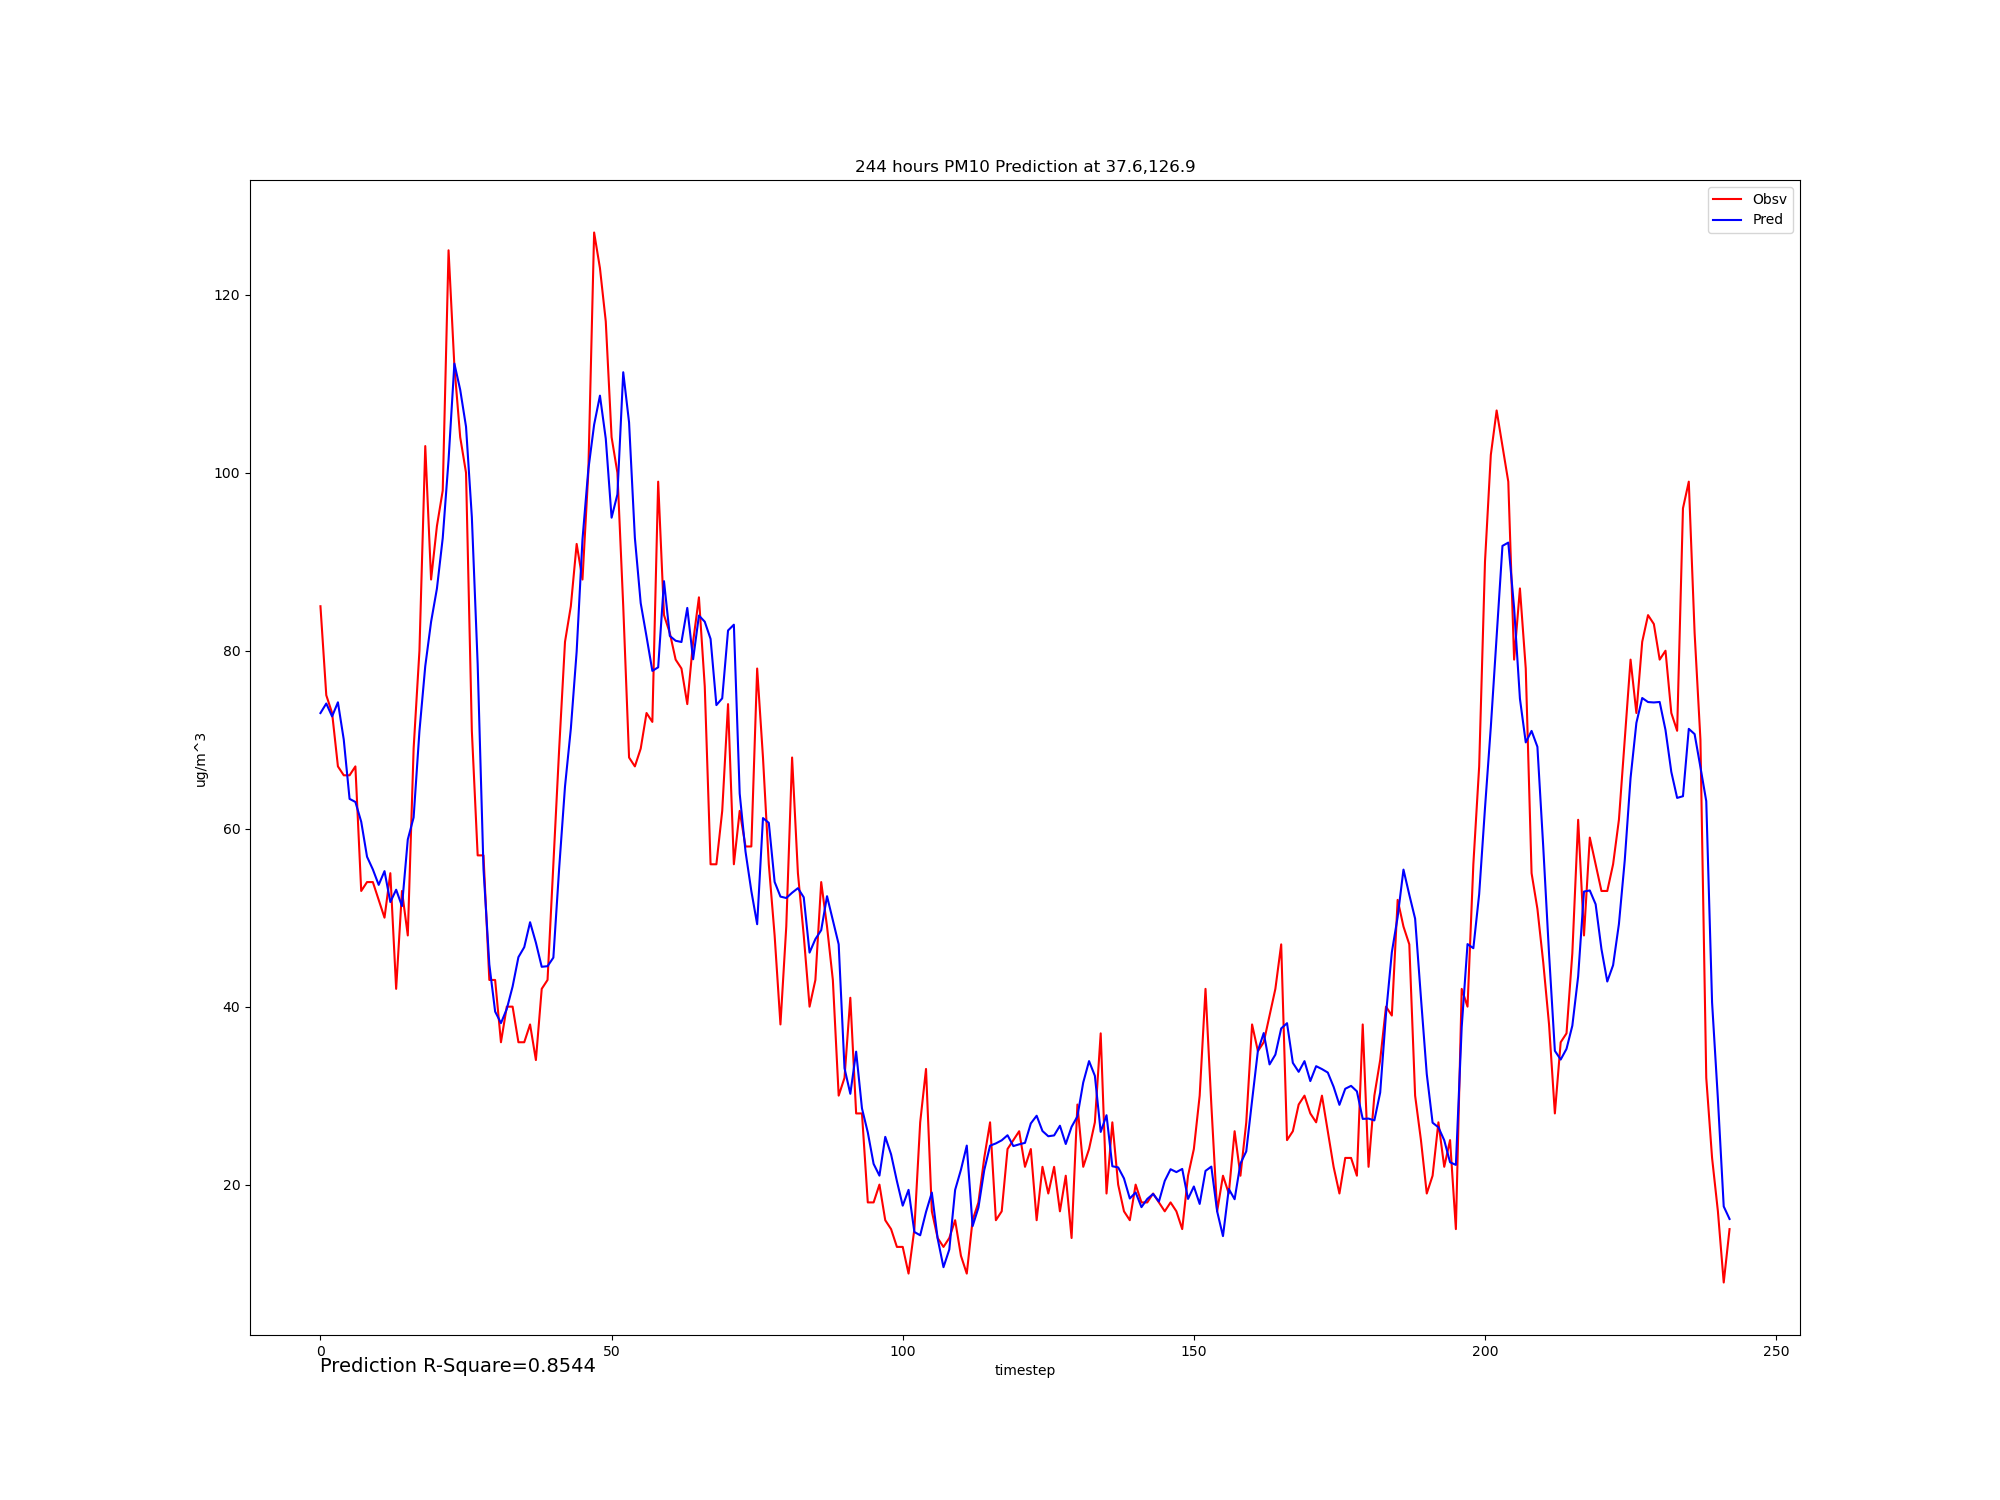 244 hours PM10 Prediction at 37.6,126.9
Obsv
Pred
120
100
80
60
40
20
ug/m^3
0
50
100
150
200
250
timestep
Prediction R-Square=0.8544